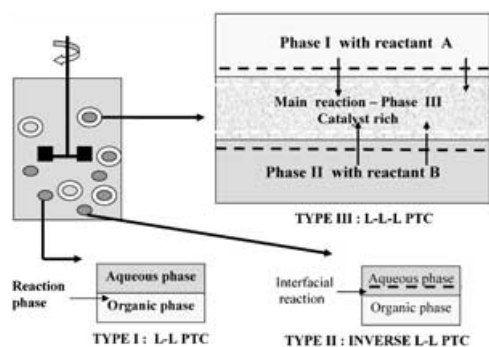 Phase I with reactant A
Main reaction – Phase III
Catalyst rich
Phase II with reactant B
TYPE III : L-L-L PTC
Reaction
phase
Aqueous phase
Organic phase
TYPE I : L-L PTC
Interfacial
reaction
Aqueous phase
Organic phase
TYPE II : INVERSE L-L PTC